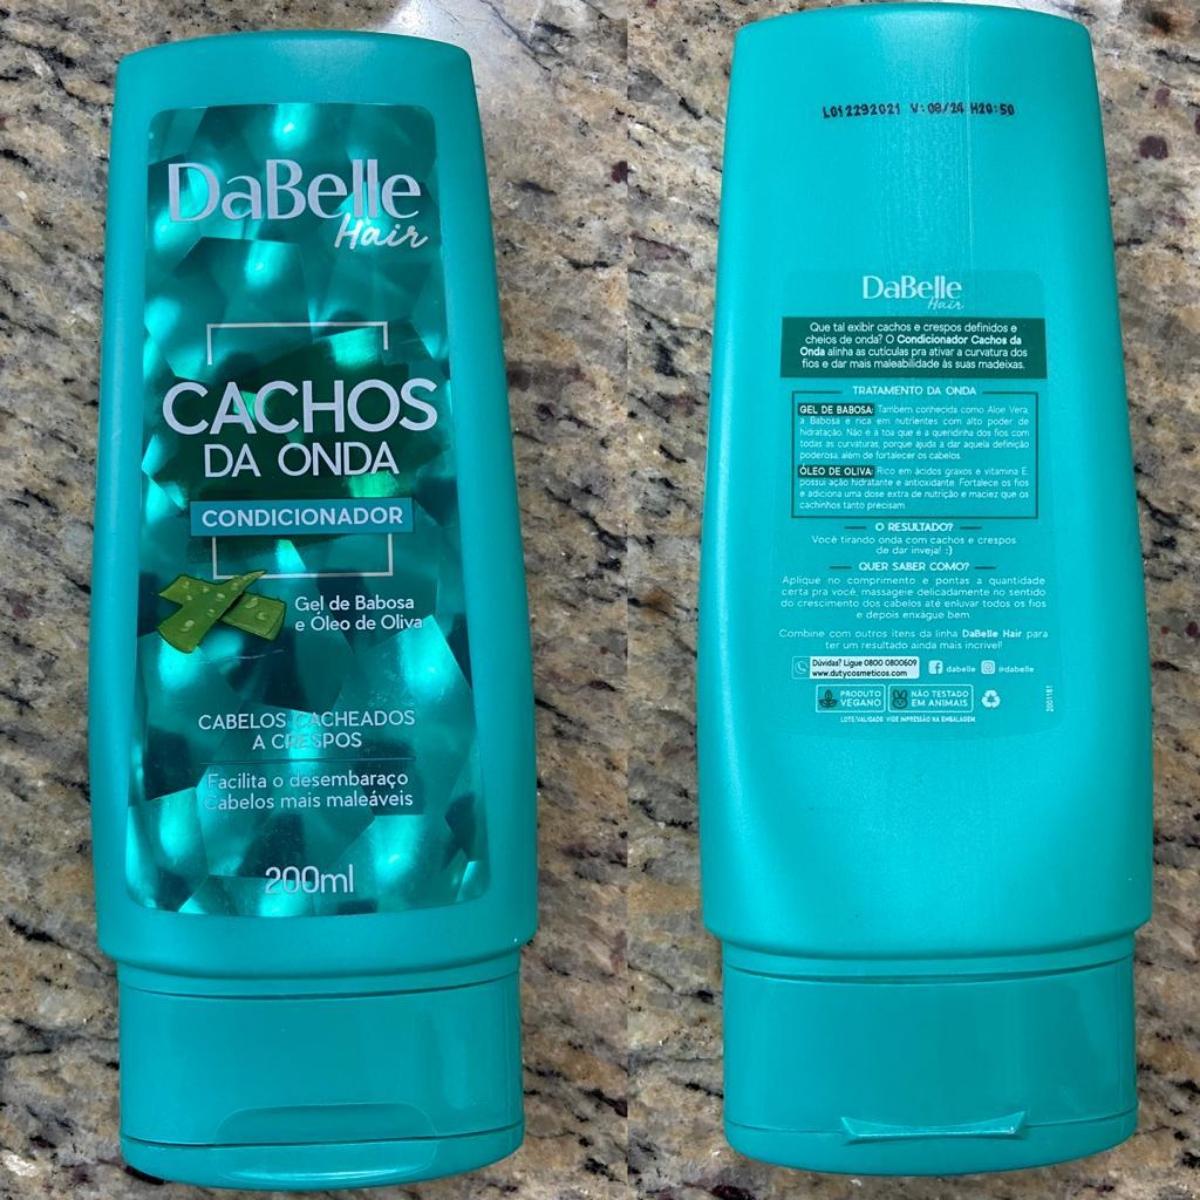 DaBelle
Hair
CACHOS
DA ONDA
CONDICIONADOR
Gel de Babosa
e Óleo de Oliva
CABELOS CACHEADOS
A CRESPOS
Facilita o desembaraço
Cabelos mais maleáveis
200ml
V:08/24 H20:50
DaBelle
Hair
Que tal exibir cachos e crespos definidos e
cheios de onda? O Condicionador Cachos da
Onda alinha as cutículas pra ativar a curvatura dos
fios e dar mais maleabilidade às suas madeixas.
TRATAMENTO DA ONDA
GEL DE BABOSA: Também conhecida como Aloe Vera,
a Babosa e rica em nutrientes com alto poder de
hidratação. Não é à toa que é a queridinha dos fios com
todas as curvaturas, porque ajuda a dar aquela definição
poderosa, além de fortalecer os cabelos.
ÓLEO DE OLIVA: Rico em ácidos graxos e vitamina E,
possui ação hidratante e antioxidante. Fortalece os fios
e adiciona uma dose extra de nutrição e maciez que os
cachinhos tanto precisam.
O RESULTADO?
Você tirando onda com cachos e crespos
de dar inveja! :)
QUER SABER COMO?
Aplique no comprimento e pontas a quantidade
certa pra você, massageie delicadamente no sentido
do crescimento dos cabelos até enluvar todos os fios
e depois enxágue bem.
Combine com outros itens da linha DaBelle Hair para
ter um resultado ainda mais incrível!
Dúvidas? Ligue 0800 0800609
www.dutycosmeticos.com
dabelle @dabelle
PRODUTO
VEGANO
NÃO TESTADO
EM ANIMAIS
LOTE/VALIDADE: VIDE IMPRESSÃO NA EMBALAGEM.